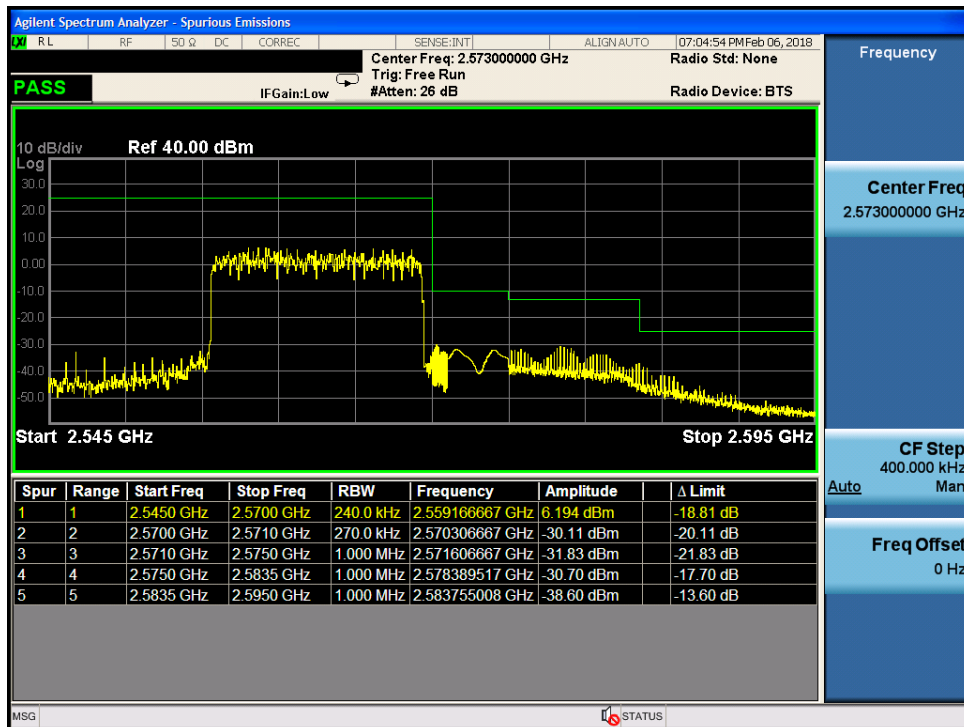 Agilent Spectrum Analyzer - Spurious Emissions
LXI RL RF 50 Ω DC CORREC SENSE:INT ALIGN AUTO 07:04:54 PM Feb 06, 2018
Center Freq: 2.573000000 GHz Radio Std: None
Trig: Free Run
PASS IFGain:Low #Atten: 26 dB Radio Device: BTS
10 dB/div Ref 40.00 dBm
Log
30.0
20.0
10.0
0.00
-10.0
-20.0
-30.0
-40.0
-50.0
Start 2.545 GHz Stop 2.595 GHz
Spur Range Start Freq Stop Freq RBW Frequency Amplitude Δ Limit
1 1 2.5450 GHz 2.5700 GHz 240.0 kHz 2.559166667 GHz 6.194 dBm -18.81 dB
2 2 2.5700 GHz 2.5710 GHz 270.0 kHz 2.570306667 GHz -30.11 dBm -20.11 dB
3 3 2.5710 GHz 2.5750 GHz 1.000 MHz 2.571606667 GHz -31.83 dBm -21.83 dB
4 4 2.5750 GHz 2.5835 GHz 1.000 MHz 2.578389517 GHz -30.70 dBm -17.70 dB
5 5 2.5835 GHz 2.5950 GHz 1.000 MHz 2.583755008 GHz -38.60 dBm -13.60 dB
MSG STATUS
Frequency
Center Freq
2.573000000 GHz
CF Step
400.000 kHz
Auto Man
Freq Offset
0 Hz